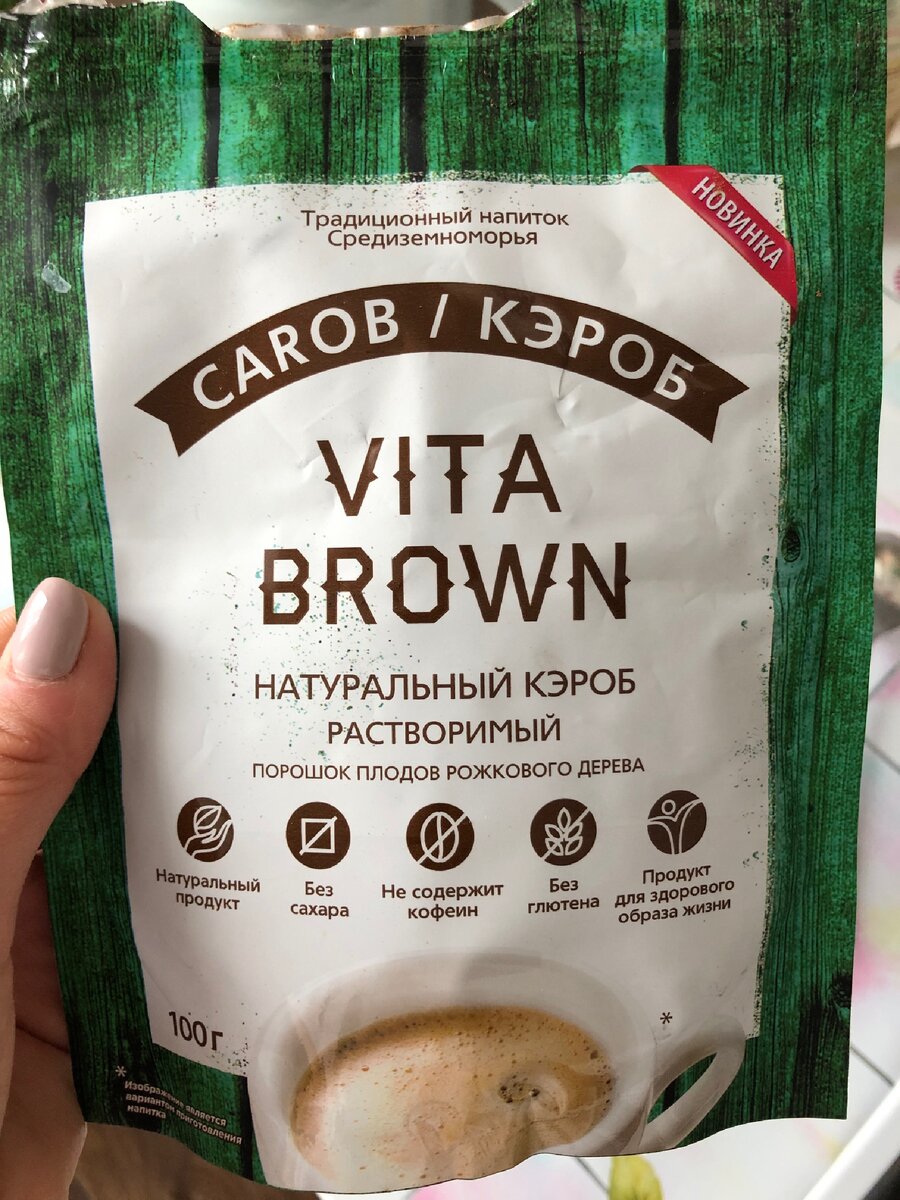 Традиционный напиток
Средиземноморья
НОВИНКА
CAROB / КЭРОБ
VITA
BROWN
НАТУРАЛЬНЫЙ КЭРОБ
РАСТВОРИМЫЙ
ПОРОШОК ПЛОДОВ РОЖКОВОГО ДЕРЕВА
Натуральный
продукт
Без
сахара
Не содержит
кофеин
Без
глютена
Продукт
для здорового
образа жизни
100 г
*
* Изображение является
вариантом приготовления
напитка